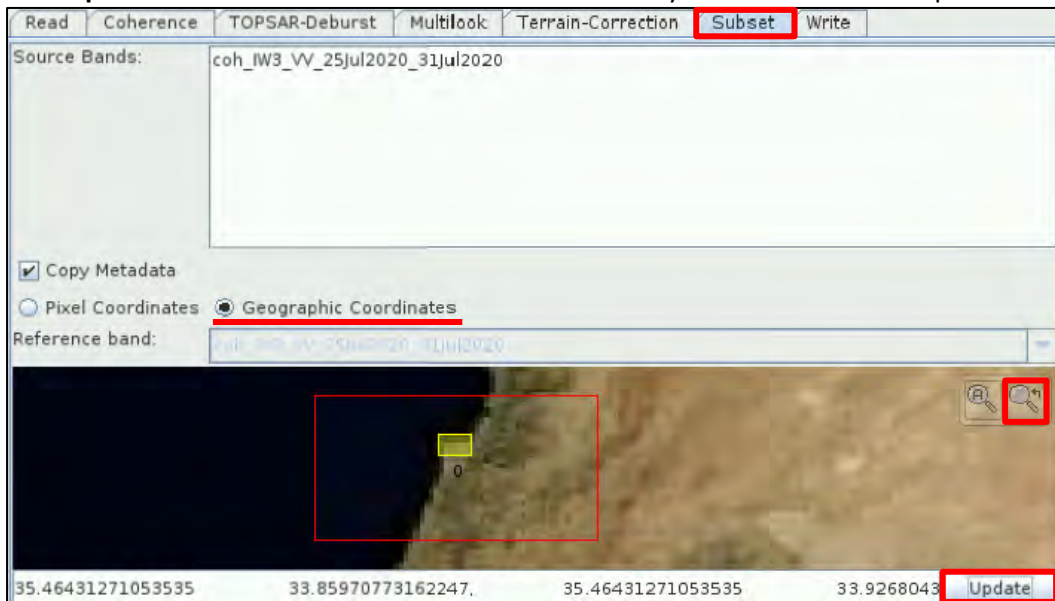 Read Coherence TOPSAR-Deburst Multilook Terrain-Correction Subset Write
Source Bands: coh_IW3_VV_25Jul2020_31Jul2020
Copy Metadata
Pixel Coordinates Geographic Coordinates
Reference band: coh_IW3_VV_25Jul2020_31Jul2020
0
35.46431271053535 33.85970773162247, 35.46431271053535 33.9268043 Update